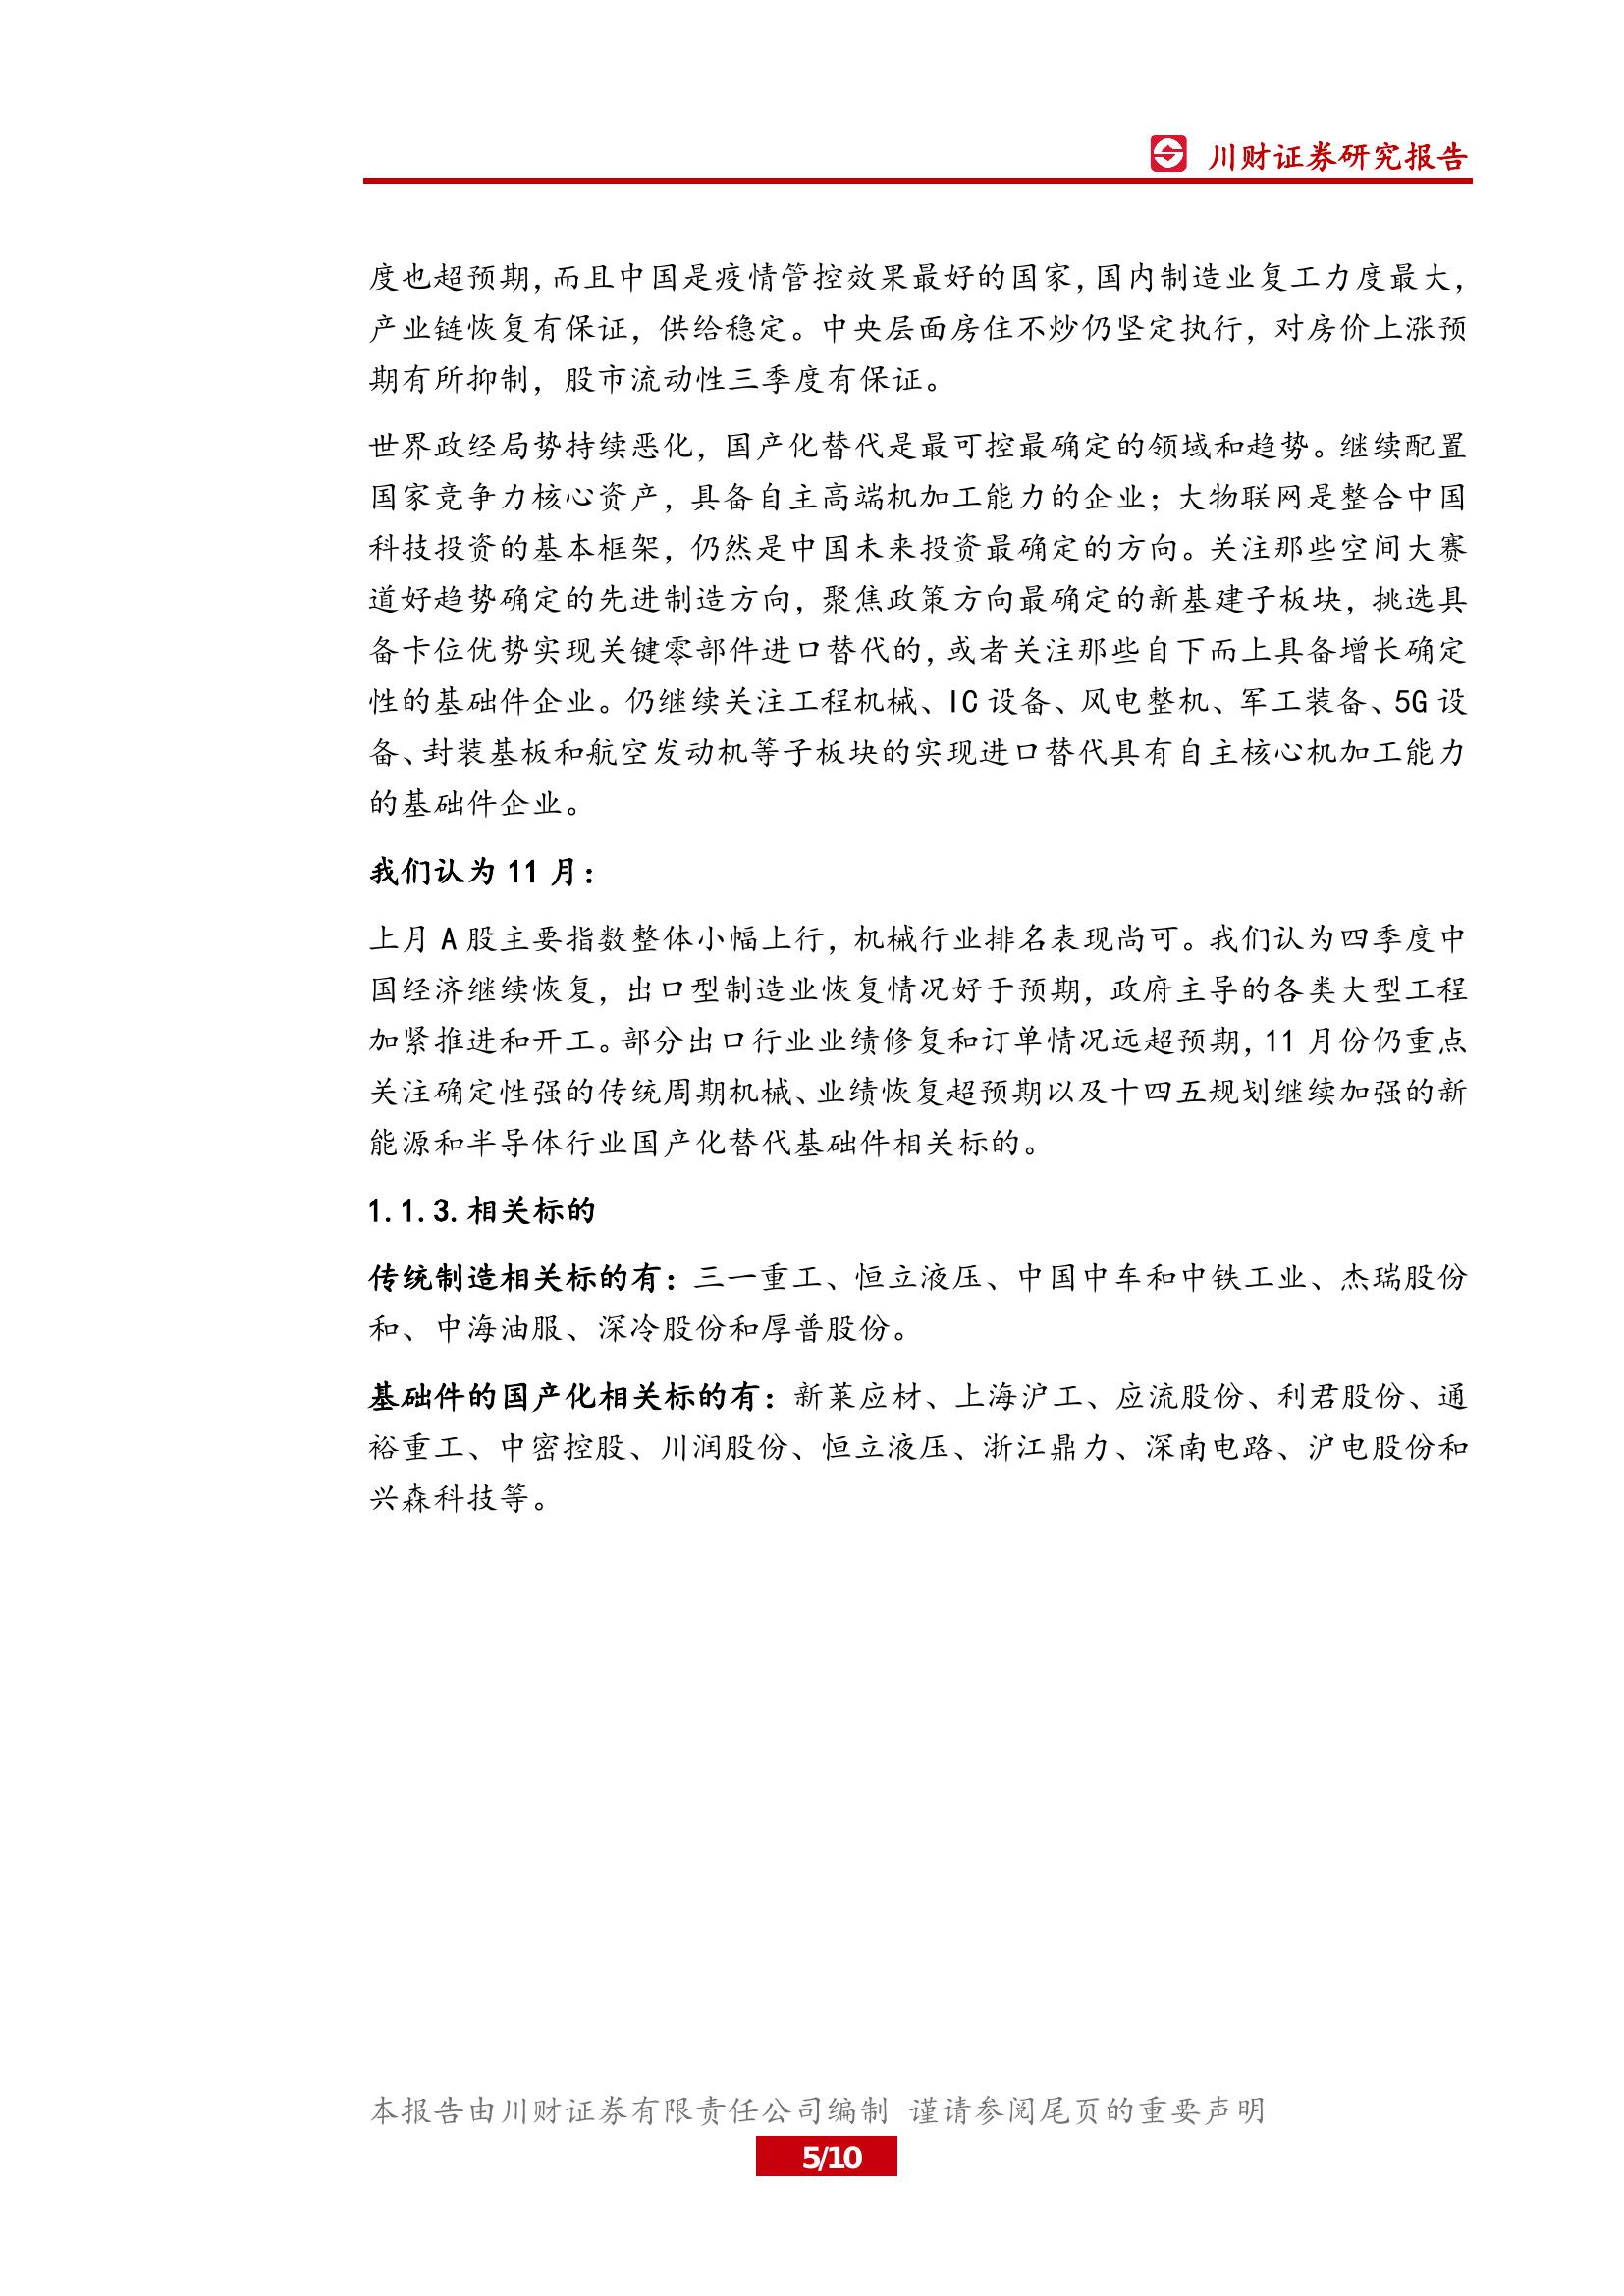 川财证券研究报告
度也超预期，而且中国是疫情管控效果最好的国家，国内制造业复工力度最大，
产业链恢复有保证，供给稳定。中央层面房住不炒仍坚定执行，对房价上涨预
期有所抑制，股市流动性三季度有保证。
世界政经局势持续恶化，国产化替代是最可控最确定的领域和趋势。继续配置
国家竞争力核心资产，具备自主高端机加工能力的企业；大物联网是整合中国
科技投资的基本框架，仍然是中国未来投资最确定的方向。关注那些空间大赛
道好趋势确定的先进制造方向，聚焦政策方向最确定的新基建子板块，挑选具
备卡位优势实现关键零部件进口替代的，或者关注那些自下而上具备增长确定
性的基础件企业。仍继续关注工程机械、IC 设备、风电整机、军工装备、5G 设
备、封装基板和航空发动机等子板块的实现进口替代具有自主核心机加工能力
的基础件企业。
我们认为 11 月：
上月 A 股主要指数整体小幅上行，机械行业排名表现尚可。我们认为四季度中
国经济继续恢复，出口型制造业恢复情况好于预期，政府主导的各类大型工程
加紧推进和开工。部分出口行业业绩修复和订单情况远超预期，11 月份仍重点
关注确定性强的传统周期机械、业绩恢复超预期以及十四五规划继续加强的新
能源和半导体行业国产化替代基础件相关标的。
1.1.3.相关标的
传统制造相关标的有：三一重工、恒立液压、中国中车和中铁工业、杰瑞股份
和、中海油服、深冷股份和厚普股份。
基础件的国产化相关标的有：新莱应材、上海沪工、应流股份、利君股份、通
裕重工、中密控股、川润股份、恒立液压、浙江鼎力、深南电路、沪电股份和
兴森科技等。
本报告由川财证券有限责任公司编制 谨请参阅尾页的重要声明
5/10